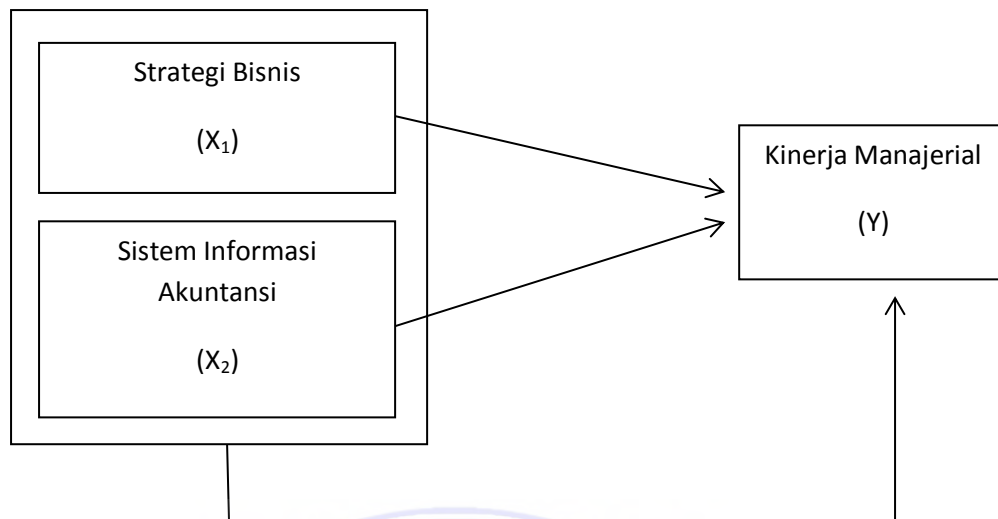 Strategi Bisnis
(X₁)
Sistem Informasi
Akuntansi
(X₂)
Kinerja Manajerial
(Y)